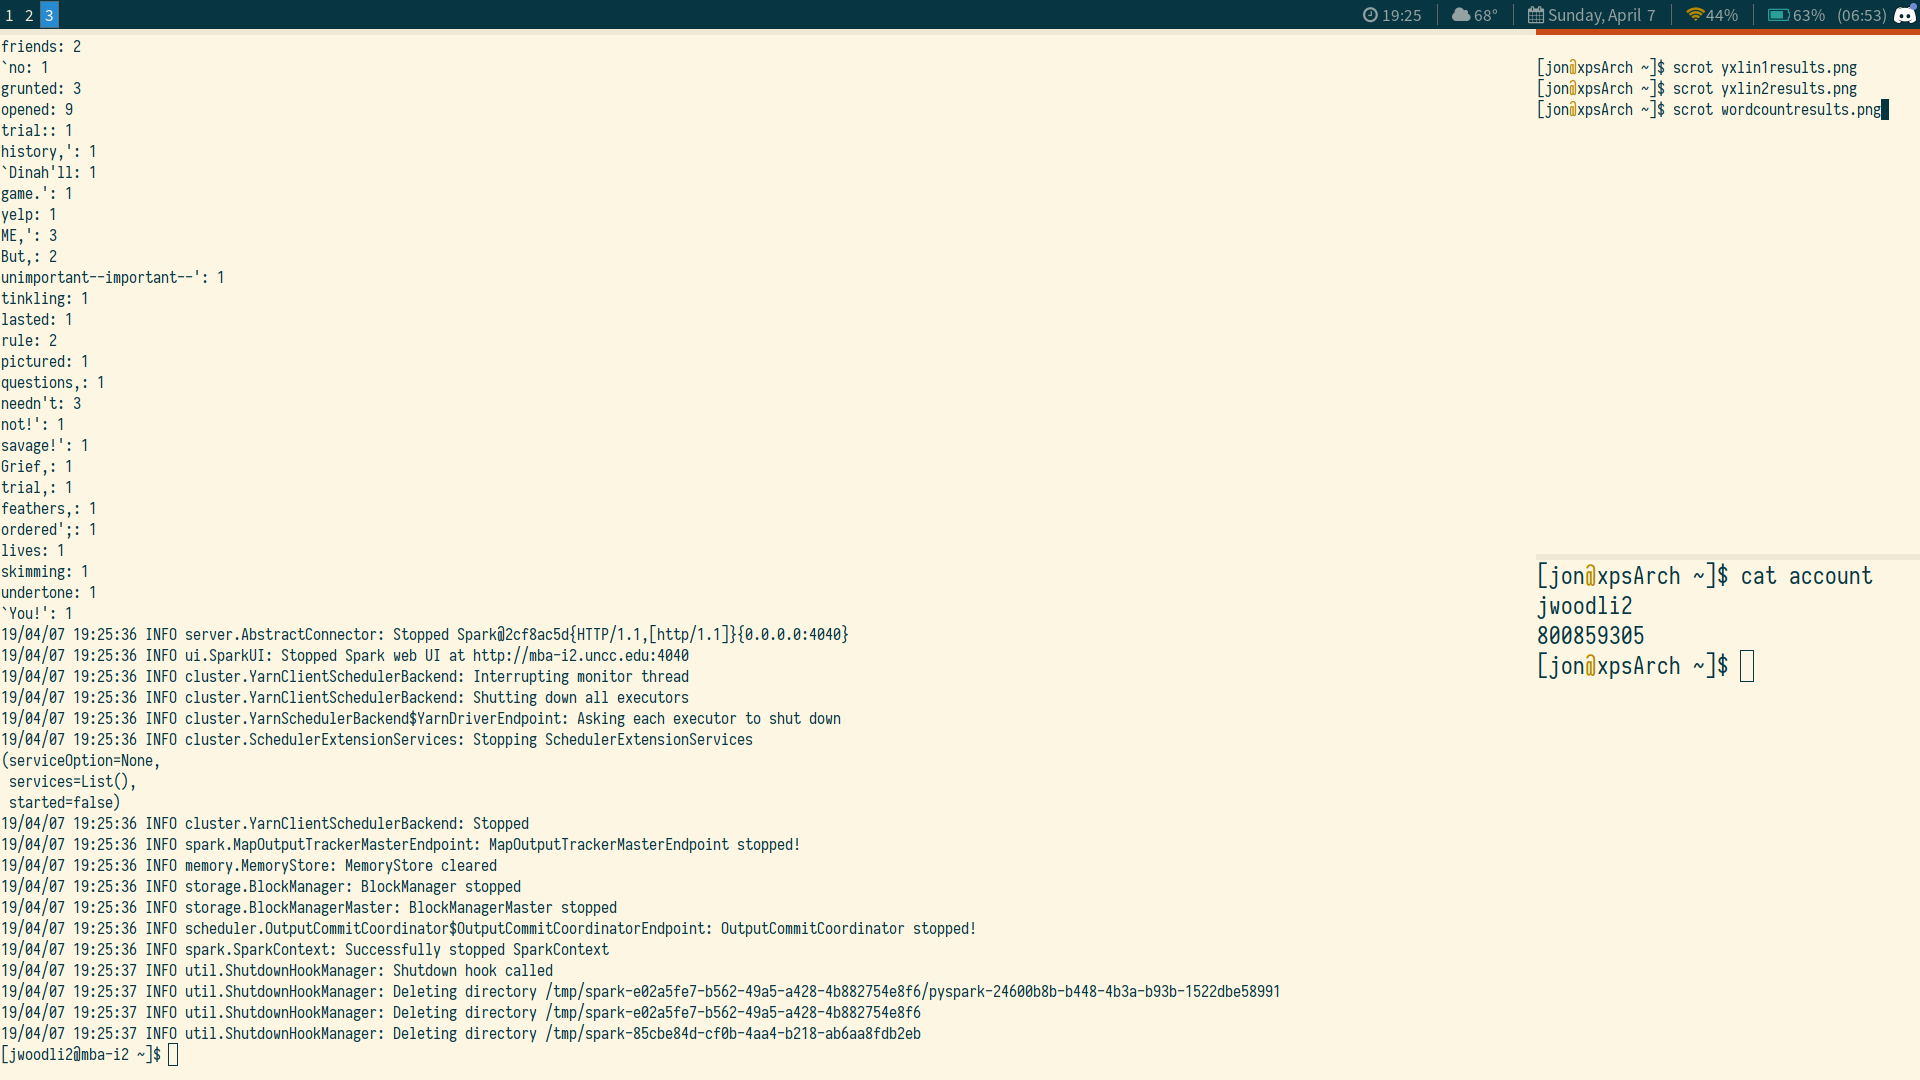 1 2 3 19:25 68° Sunday, April 7 44% 63% (06:53)
friends: 2
`no: 1
grunted: 3
opened: 9
trial:: 1
history,': 1
`Dinah'll: 1
game.': 1
yelp: 1
ME,': 3
But,: 2
unimportant--important--': 1
tinkling: 1
lasted: 1
rule: 2
pictured: 1
questions,: 1
needn't: 3
not!': 1
savage!': 1
Grief,: 1
trial,: 1
feathers,: 1
ordered';: 1
lives: 1
skimming: 1
undertone: 1
`You!': 1
19/04/07 19:25:36 INFO server.AbstractConnector: Stopped Spark@2cf8ac5d{HTTP/1.1,[http/1.1]}{0.0.0.0:4040}
19/04/07 19:25:36 INFO ui.SparkUI: Stopped Spark web UI at http://mba-i2.uncc.edu:4040
19/04/07 19:25:36 INFO cluster.YarnClientSchedulerBackend: Interrupting monitor thread
19/04/07 19:25:36 INFO cluster.YarnClientSchedulerBackend: Shutting down all executors
19/04/07 19:25:36 INFO cluster.YarnSchedulerBackend$YarnDriverEndpoint: Asking each executor to shut down
19/04/07 19:25:36 INFO cluster.SchedulerExtensionServices: Stopping SchedulerExtensionServices
(serviceOption=None,
 services=List(),
 started=false)
19/04/07 19:25:36 INFO cluster.YarnClientSchedulerBackend: Stopped
19/04/07 19:25:36 INFO spark.MapOutputTrackerMasterEndpoint: MapOutputTrackerMasterEndpoint stopped!
19/04/07 19:25:36 INFO memory.MemoryStore: MemoryStore cleared
19/04/07 19:25:36 INFO storage.BlockManager: BlockManager stopped
19/04/07 19:25:36 INFO storage.BlockManagerMaster: BlockManagerMaster stopped
19/04/07 19:25:36 INFO scheduler.OutputCommitCoordinator$OutputCommitCoordinatorEndpoint: OutputCommitCoordinator stopped!
19/04/07 19:25:36 INFO spark.SparkContext: Successfully stopped SparkContext
19/04/07 19:25:37 INFO util.ShutdownHookManager: Shutdown hook called
19/04/07 19:25:37 INFO util.ShutdownHookManager: Deleting directory /tmp/spark-e02a5fe7-b562-49a5-a428-4b882754e8f6/pyspark-24600b8b-b448-4b3a-b93b-1522dbe58991
19/04/07 19:25:37 INFO util.ShutdownHookManager: Deleting directory /tmp/spark-e02a5fe7-b562-49a5-a428-4b882754e8f6
19/04/07 19:25:37 INFO util.ShutdownHookManager: Deleting directory /tmp/spark-85cbe84d-cf0b-4aa4-b218-ab6aa8fdb2eb
[jwoodli2@mba-i2 ~]$
[jon@xpsArch ~]$ scrot yxlin1results.png
[jon@xpsArch ~]$ scrot yxlin2results.png
[jon@xpsArch ~]$ scrot wordcountresults.png
[jon@xpsArch ~]$ cat account
jwoodli2
800859305
[jon@xpsArch ~]$